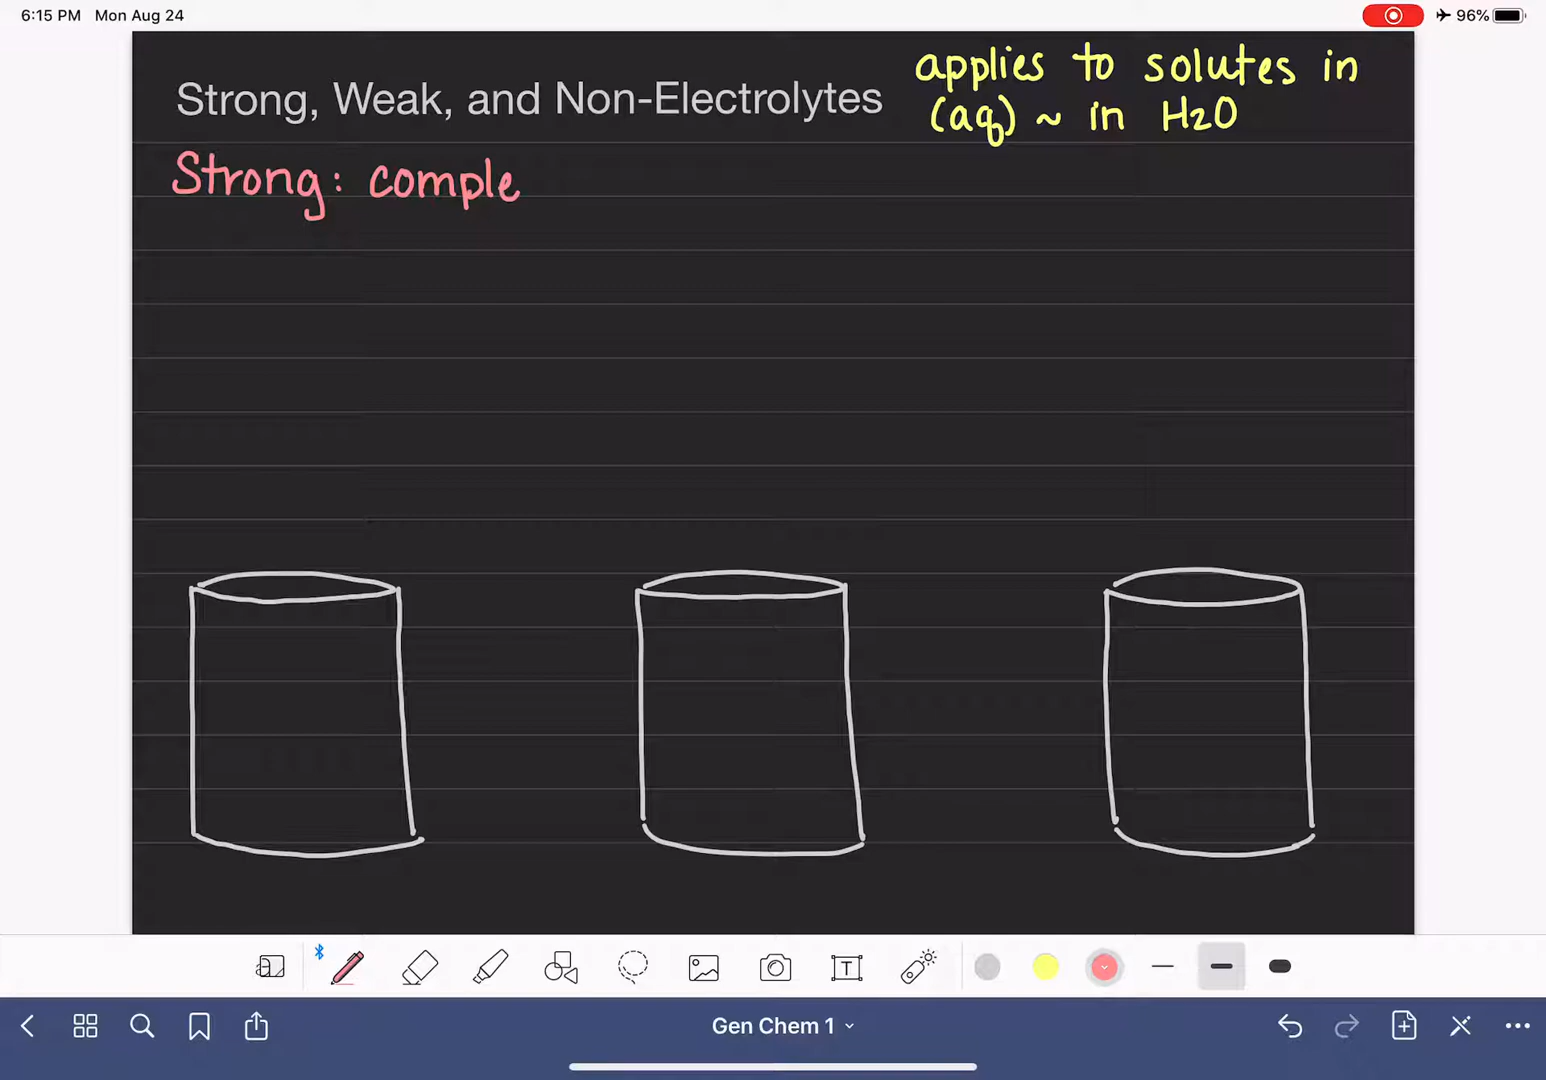 6:15 PM Mon Aug 24
96%
Strong, Weak, and Non-Electrolytes
applies to solutes in
(aq) ~ in H2O
Strong: comple
T
Gen Chem 1